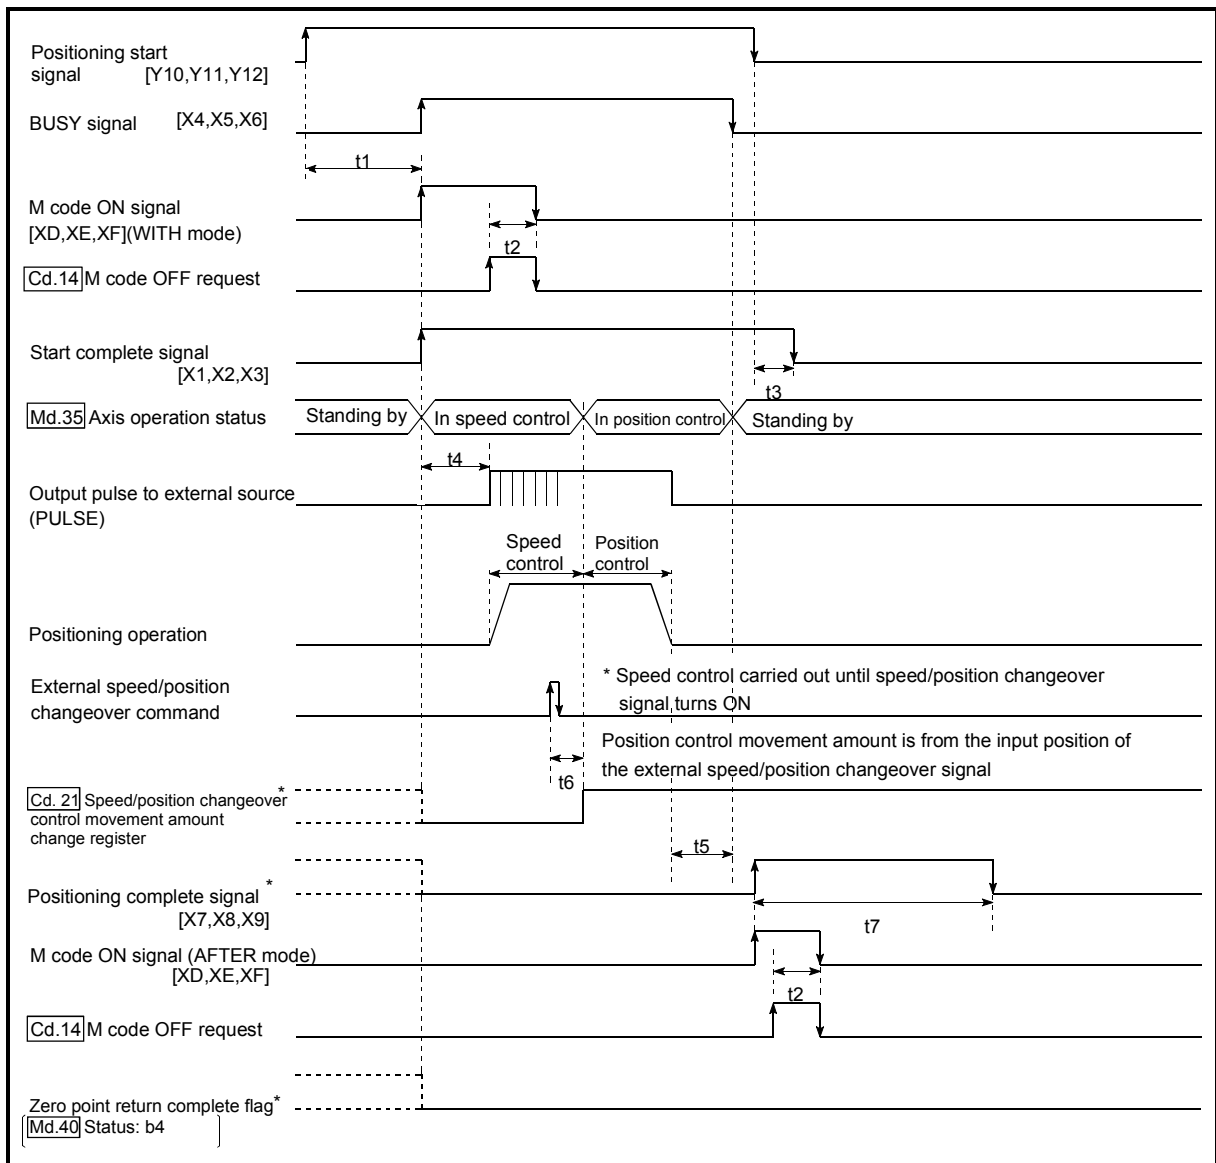 Positioning start
signal [Y10,Y11,Y12]
BUSY signal [X4,X5,X6]
t1
M code ON signal
[XD,XE,XF](WITH mode)
t2
Cd.14 M code OFF request
Start complete signal
[X1,X2,X3]
t3
Md.35 Axis operation status
Standing by
In speed control
In position control
Standing by
t4
Output pulse to external source
(PULSE)
Speed
control
Position
control
Positioning operation
External speed/position
changeover command
* Speed control carried out until speed/position changeover
signal turns ON
Position control movement amount is from the input position of
the external speed/position changeover signal
t6
Cd. 21 Speed/position changeover*
control movement amount
change register
t5
Positioning complete signal *
[X7,X8,X9]
t7
M code ON signal (AFTER mode)
[XD,XE,XF]
t2
Cd.14 M code OFF request
Zero point return complete flag*
Md.40 Status: b4